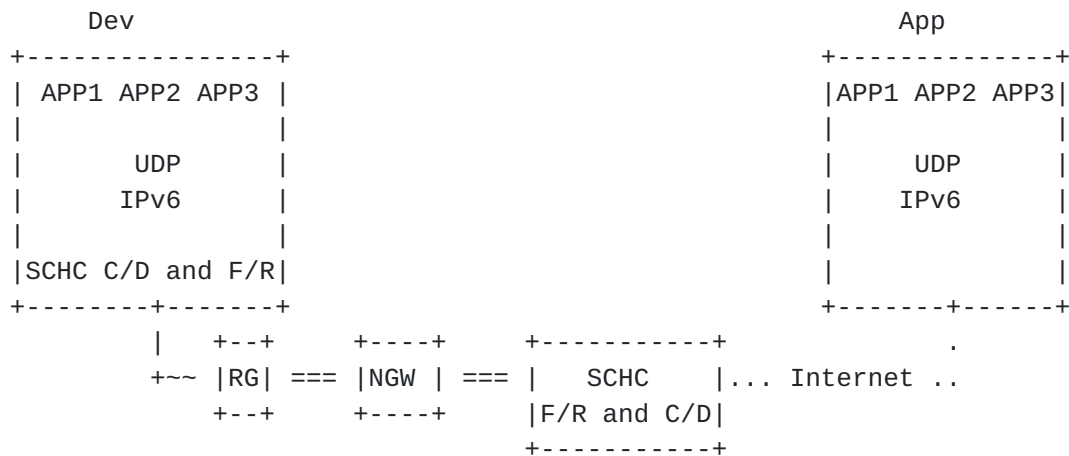 Dev                                                 App
+----------------+                                  +--------------+
| APP1 APP2 APP3 |                                  |APP1 APP2 APP3|
|                |                                  |              |
|       UDP      |                                  |     UDP      |
|      IPv6      |                                  |    IPv6      |
|                |                                  |              |
|SCHC C/D and F/R|                                  |              |
+--------+-------+                                  +-------+------+
         |   +--+     +----+     +-----------+              .
         +~~ |RG| === |NGW | === |   SCHC    |... Internet ..
             +--+     +----+     |F/R and C/D|
                                 +-----------+